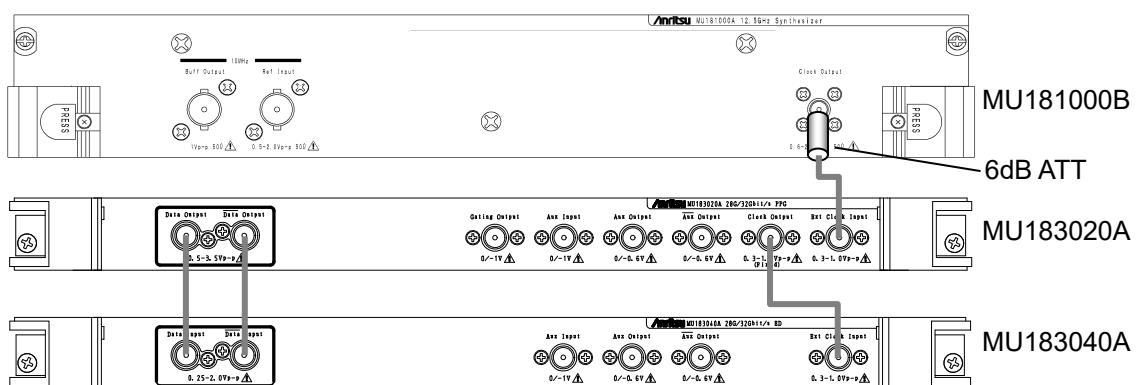 Anritsu MU181000A 12.5GHz Synthesizer
10MHz
Buff Output Ref Input Clock Output
PRESS PRESS
1Vp-p 50Ω 0.5-2.0Vp-p 50Ω 50Ω
MU181000B
6dB ATT
Anritsu MU183020A 28G/32Gbit/s PPG
Data Output Data Output Gating Output Aux Input Aux Output Aux Output Clock Output Ext Clock Input
0.5-3.5Vp-p 0/-1V 0/-1V 0/-0.6V 0/-0.6V 0.3-1.0Vp-p 0.3-1.0Vp-p
(Fixed)
MU183020A
Anritsu MU183040A 28G/32Gbit/s ED
Data Input Data Input Aux Input Aux Output Aux Output Ext Clock Input
0.25-2.0Vp-p 0/-1V 0/-0.6V 0/-0.6V 0.3-1.0Vp-p
MU183040A